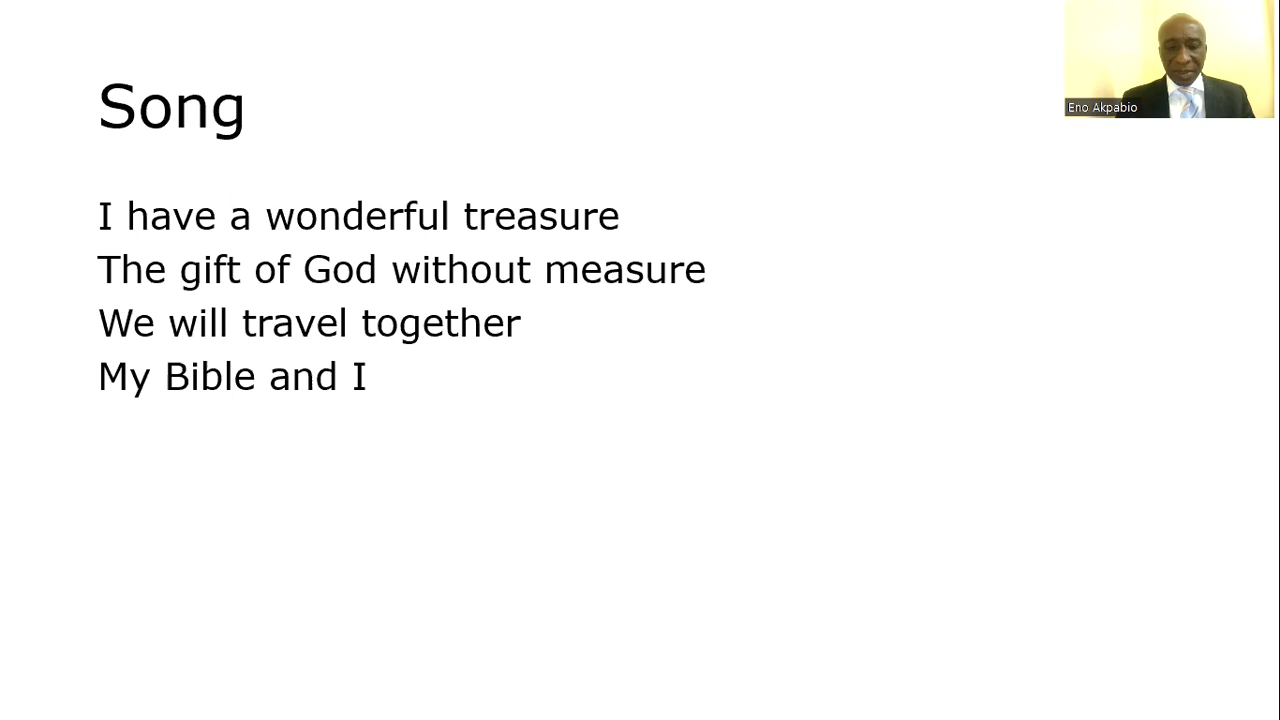 Song
Eno Akpabio
I have a wonderful treasure
The gift of God without measure
We will travel together
My Bible and I